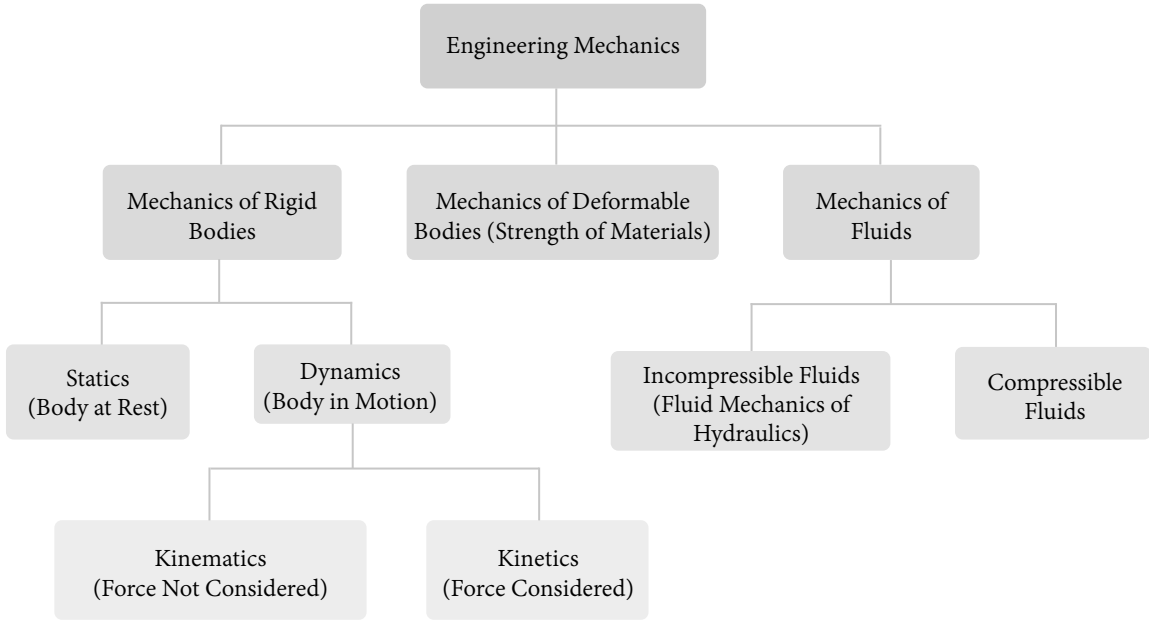 Engineering Mechanics
Mechanics of Rigid
Bodies
Mechanics of Deformable
Bodies (Strength of Materials)
Mechanics of
Fluids
Statics
(Body at Rest)
Dynamics
(Body in Motion)
Incompressible Fluids
(Fluid Mechanics of
Hydraulics)
Compressible
Fluids
Kinematics
(Force Not Considered)
Kinetics
(Force Considered)